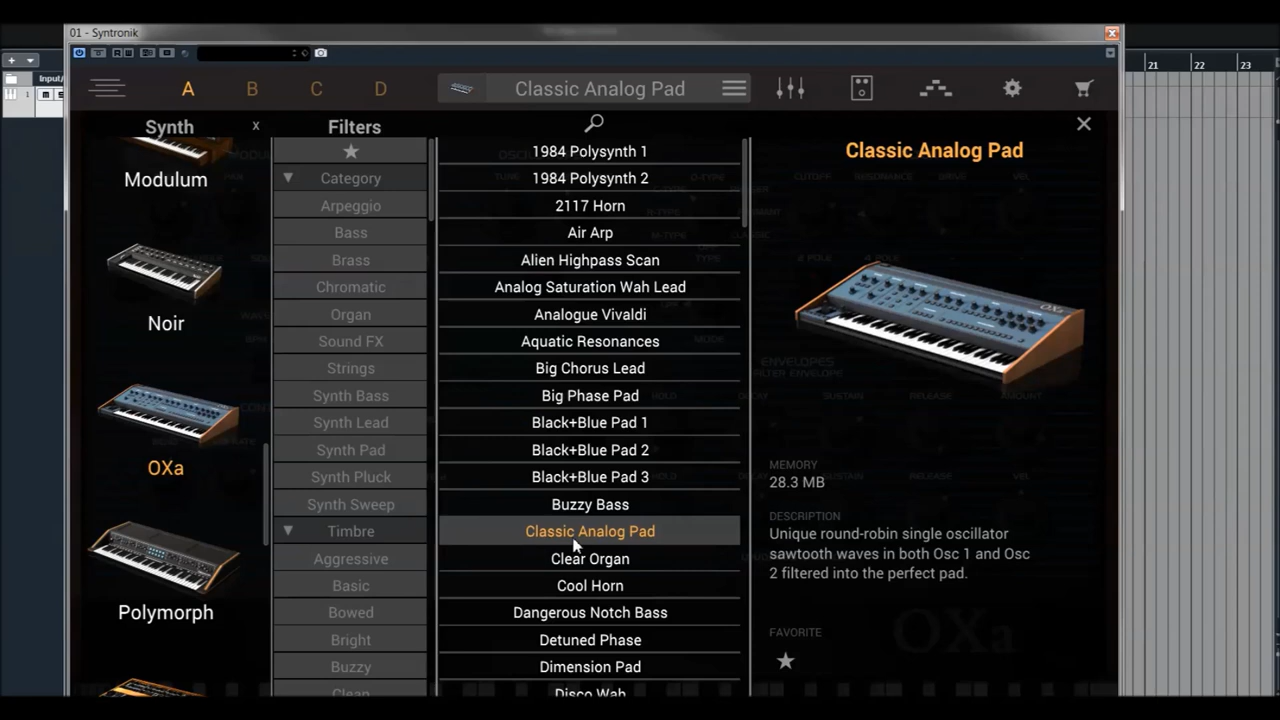 01 - Syntronik
+
Input/
m S
1
21 22 23
A B C D
Classic Analog Pad
Synth x
Filters
Modulum
Noir
OXa
Polymorph
Category
Arpeggio
Bass
Brass
Chromatic
Organ
Sound FX
Strings
Synth Bass
Synth Lead
Synth Pad
Synth Pluck
Synth Sweep
Timbre
Aggressive
Basic
Bowed
Bright
Buzzy
Clean
1984 Polysynth 1
1984 Polysynth 2
2117 Horn
Air Arp
Alien Highpass Scan
Analog Saturation Wah Lead
Analogue Vivaldi
Aquatic Resonances
Big Chorus Lead
Big Phase Pad
Black+Blue Pad 1
Black+Blue Pad 2
Black+Blue Pad 3
Buzzy Bass
Classic Analog Pad
Clear Organ
Cool Horn
Dangerous Notch Bass
Detuned Phase
Dimension Pad
Disco Wah
Classic Analog Pad
MEMORY
28.3 MB
DESCRIPTION
Unique round-robin single oscillator
sawtooth waves in both Osc 1 and Osc
2 filtered into the perfect pad.
FAVORITE
OXa